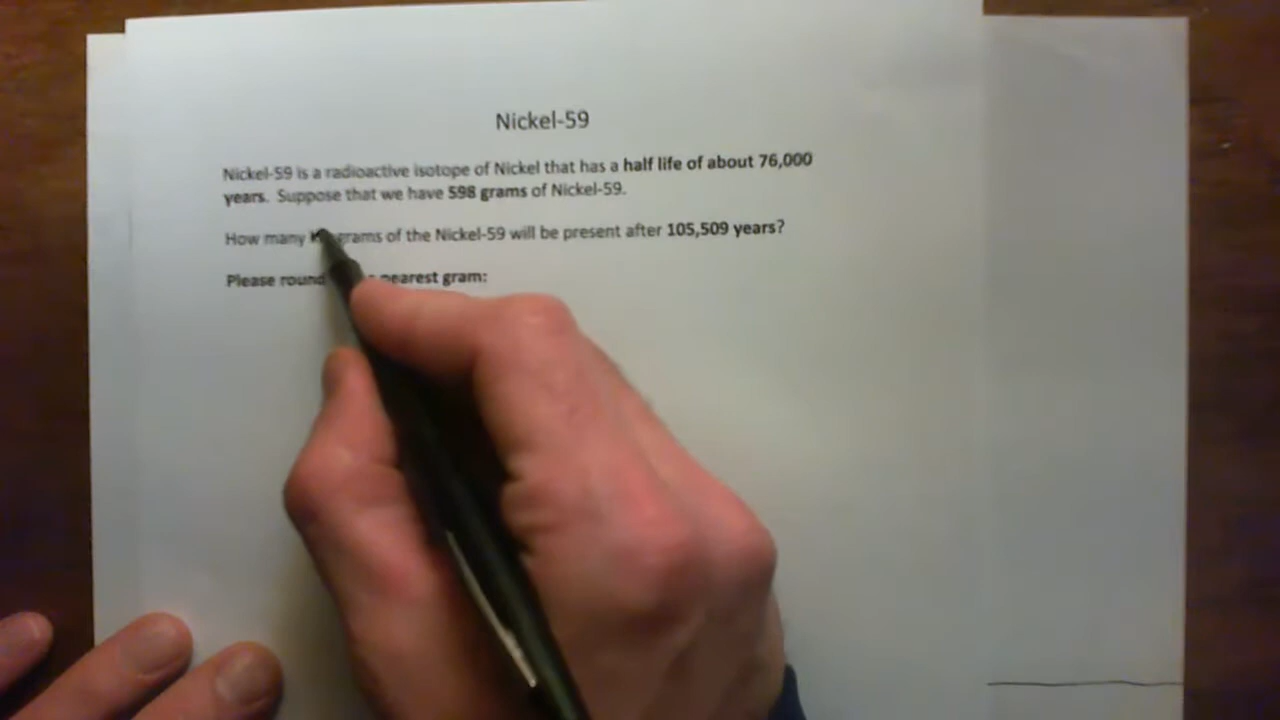 Nickel-59
Nickel-59 is a radioactive isotope of Nickel that has a half life of about 76,000
years. Suppose that we have 598 grams of Nickel-59.
How many grams of the Nickel-59 will be present after 105,509 years?
Please round nearest gram: